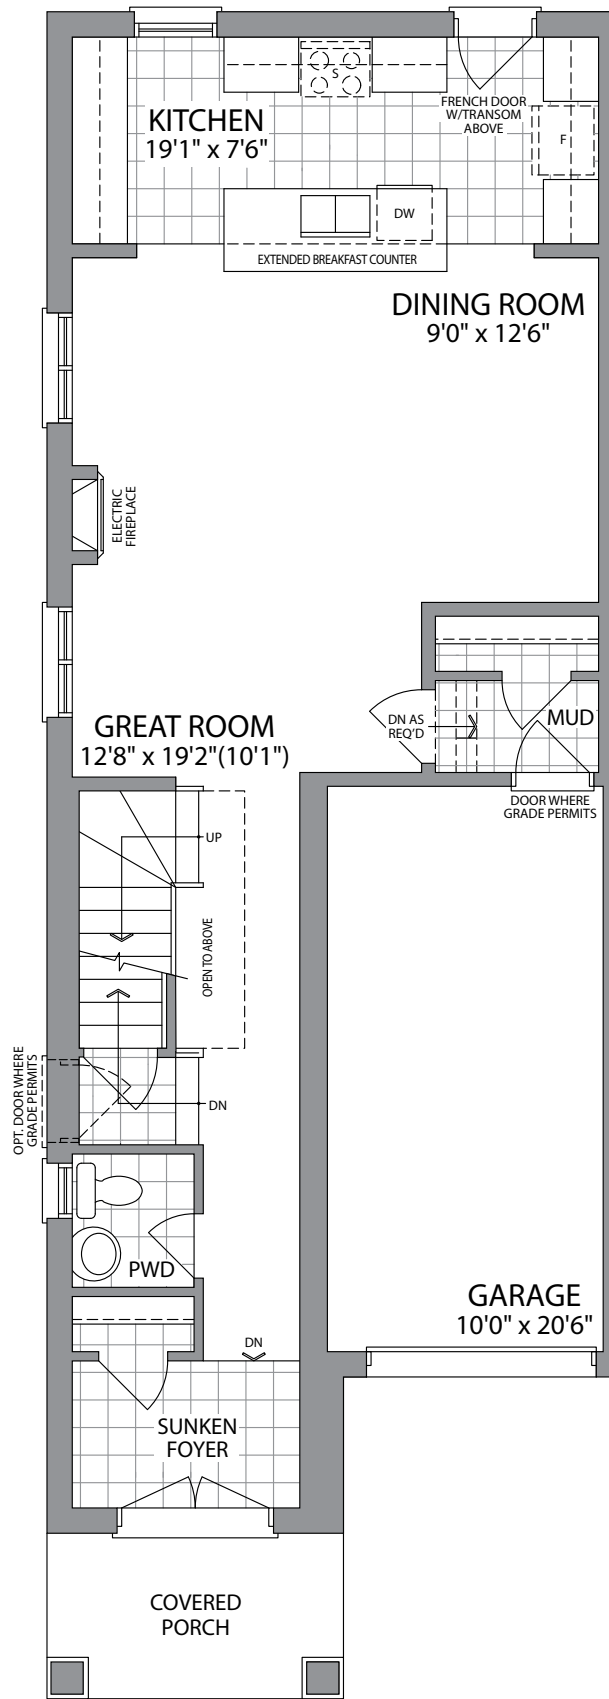 S
KITCHEN
19'1" x 7'6"
FRENCH DOOR
W/TRANSOM
ABOVE
F
DW
EXTENDED BREAKFAST COUNTER
DINING ROOM
9'0" x 12'6"
ELECTRIC
FIREPLACE
GREAT ROOM
12'8" x 19'2"(10'1")
DN AS
REQ'D
MUD
DOOR WHERE
GRADE PERMITS
UP
OPEN TO ABOVE
OPT. DOOR WHERE
GRADE PERMITS
DN
PWD
GARAGE
10'0" x 20'6"
DN
SUNKEN
FOYER
COVERED
PORCH